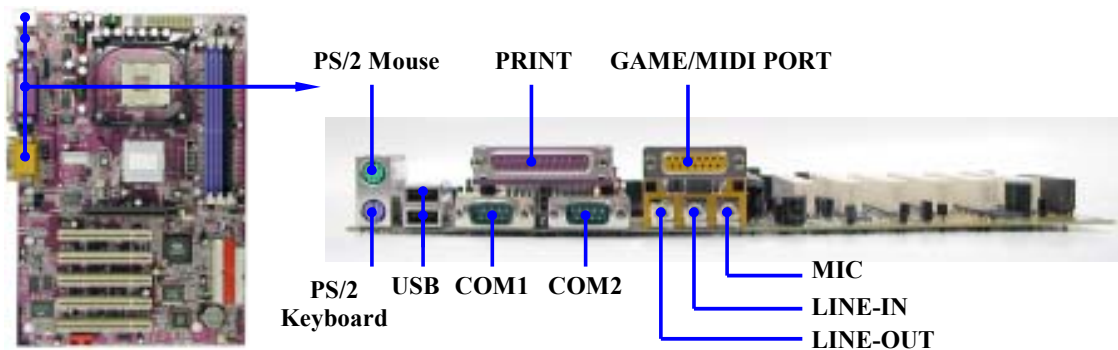 PS/2 Mouse
PRINT
GAME/MIDI PORT
PS/2
Keyboard
USB
COM1
COM2
MIC
LINE-IN
LINE-OUT